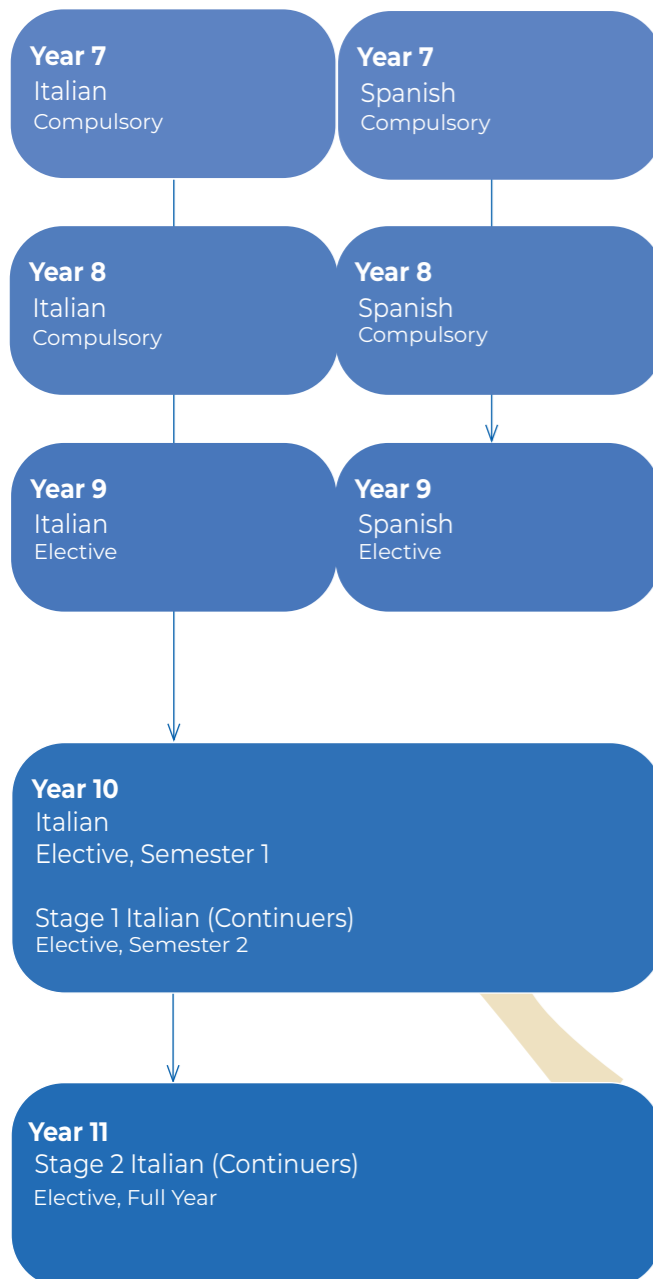 Year 7
Italian
Compulsory
Year 7
Spanish
Compulsory
Year 8
Italian
Compulsory
Year 8
Spanish
Compulsory
Year 9
Italian
Elective
Year 9
Spanish
Elective
Year 10
Italian
Elective, Semester 1
Stage 1 Italian (Continuers)
Elective, Semester 2
Year 11
Stage 2 Italian (Continuers)
Elective, Full Year